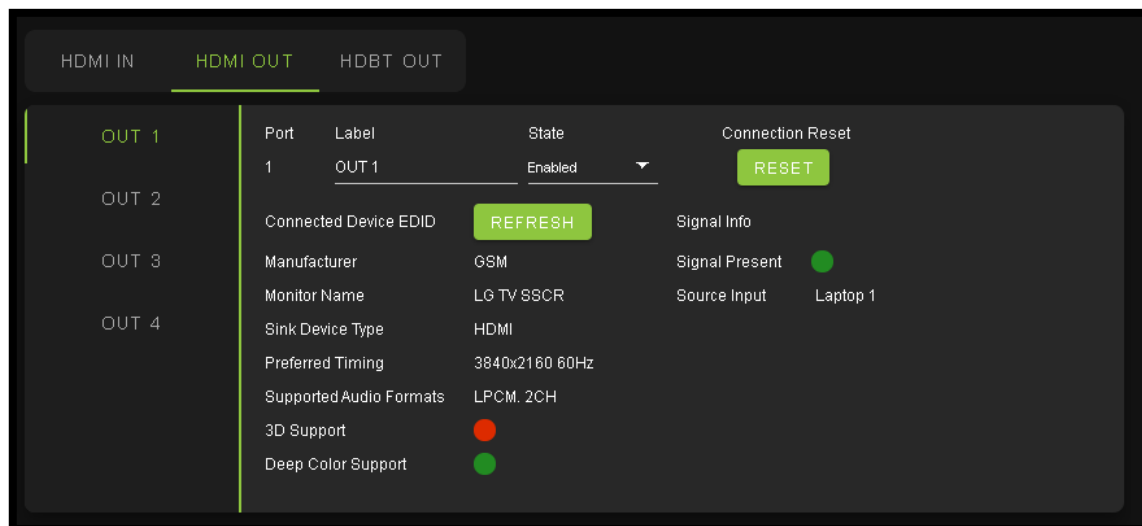 HDMI IN HDMI OUT HDBT OUT
OUT 1
OUT 2
OUT 3
OUT 4
Port Label State Connection Reset
1 OUT 1 Enabled RESET
Connected Device EDID REFRESH Signal Info
Manufacturer GSM Signal Present
Monitor Name LG TV SSCR Source Input Laptop 1
Sink Device Type HDMI
Preferred Timing 3840x2160 60Hz
Supported Audio Formats LPCM. 2CH
3D Support
Deep Color Support